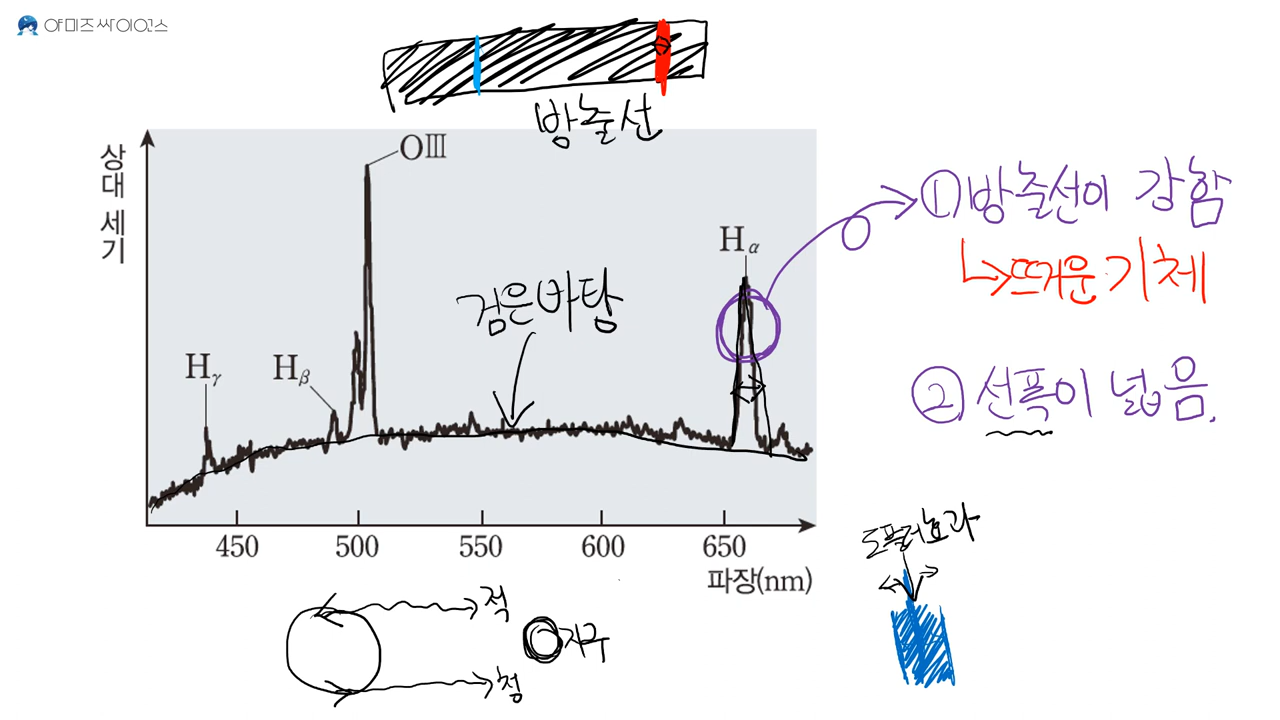 야미즈 싸이언스
방출선
상대 세기
OⅢ
Hα
Hγ
Hβ
검은바탕
①방출선이 강함
↳뜨거운 기체
② 선폭이 넓음.
450
500
550
600
650
파장(nm)
도플러효과
적
지구
청